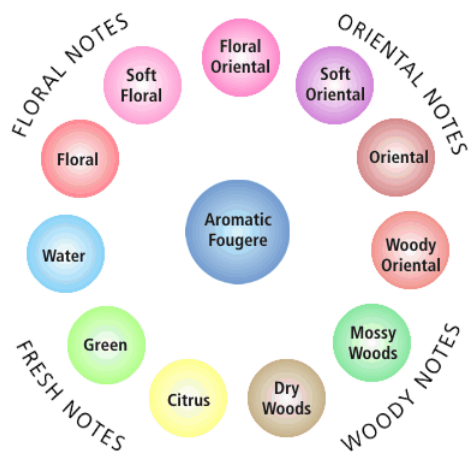 FLORAL NOTES
ORIENTAL NOTES
Floral
Oriental
Soft
Floral
Soft
Oriental
Floral
Oriental
Aromatic
Fougere
Water
Woody
Oriental
Green
Mossy
Woods
Citrus
Dry
Woods
FRESH NOTES
WOODY NOTES